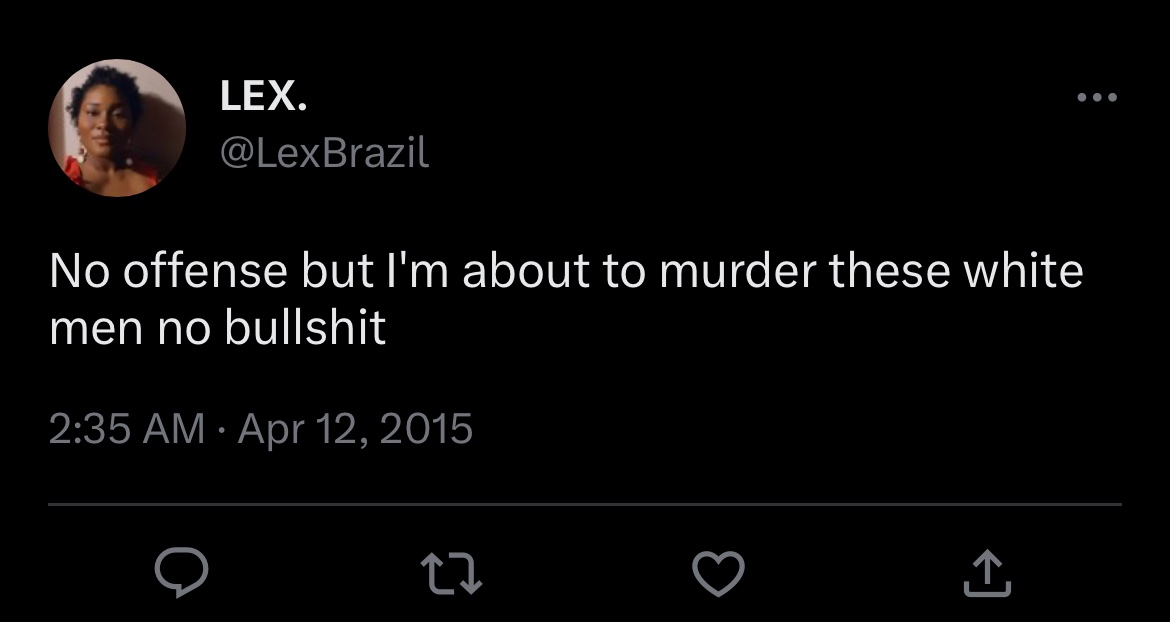 LEX.
@LexBrazil
No offense but I'm about to murder these white
men no bullshit
2:35 AM · Apr 12, 2015